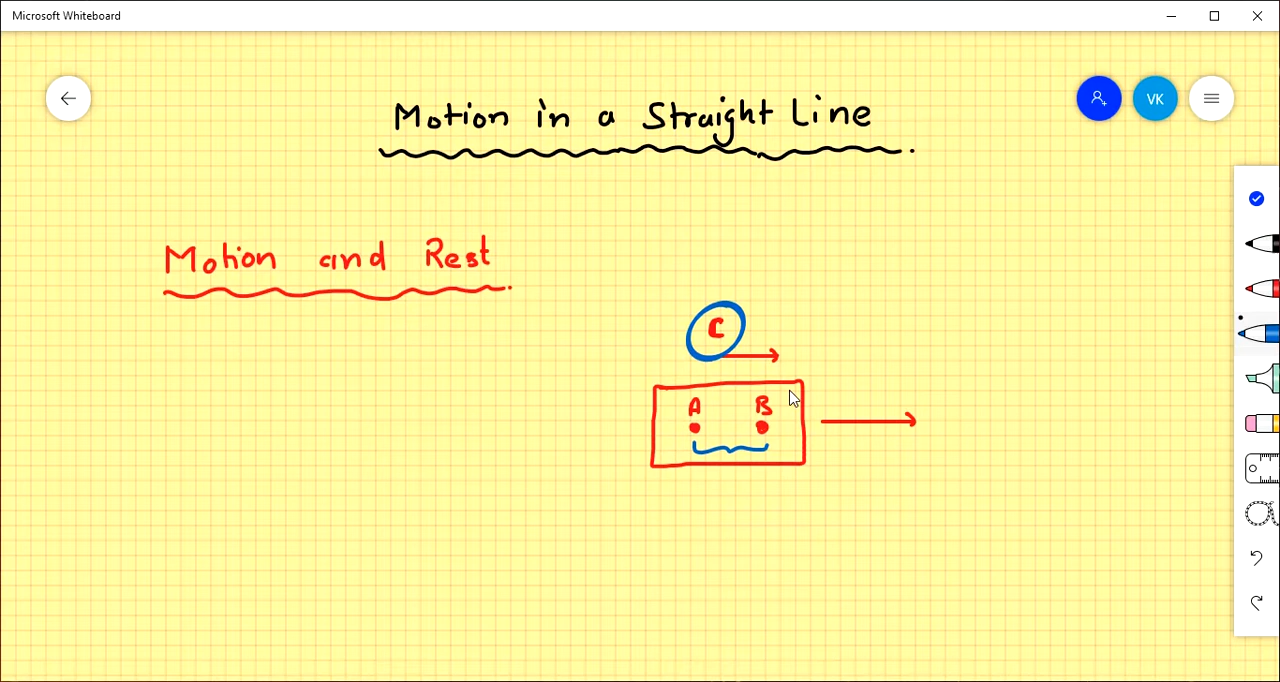 Microsoft Whiteboard
Motion in a Straight Line
VK
Motion and Rest
C
A B